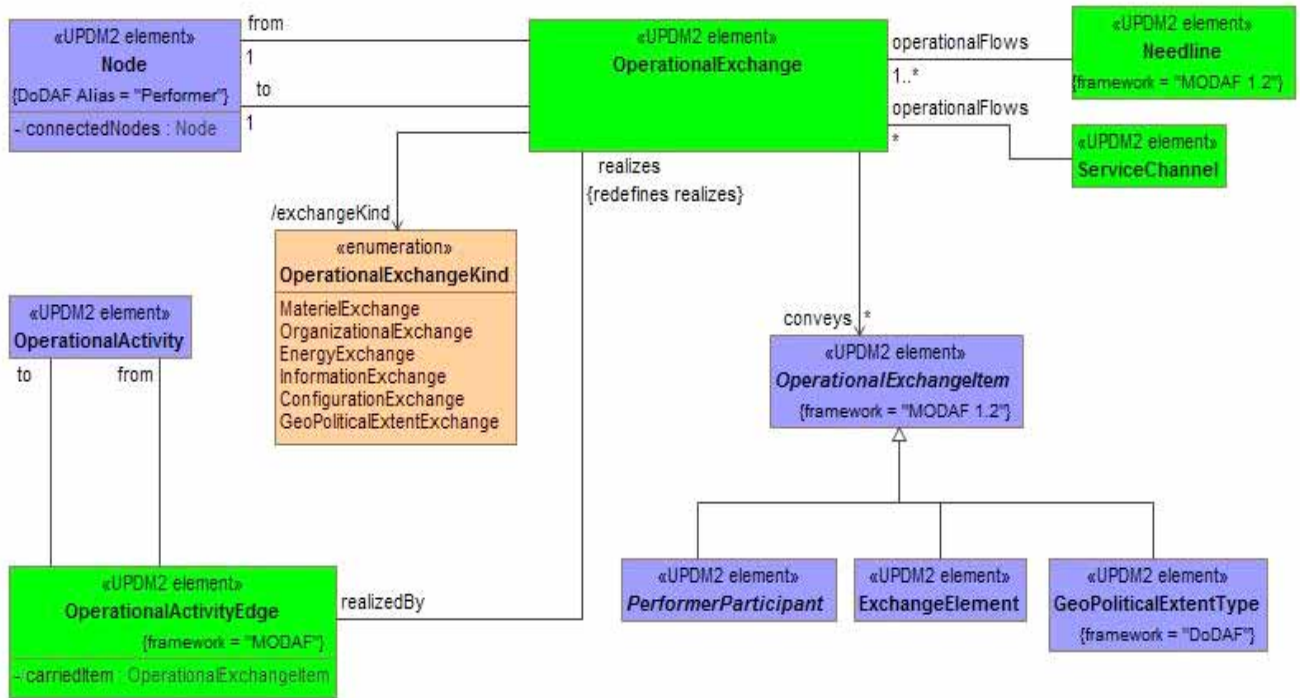 «UPDM2 element»
Node
{DoDAF Alias = "Performer"}
-/connectedNodes : Node
from
1
to
1
«UPDM2 element»
OperationalExchange
operationalFlows
1..*
operationalFlows
*
«UPDM2 element»
Needline
{framework = "MODAF 1.2"}
«UPDM2 element»
ServiceChannel
realizes
{redefines realizes}
/exchangeKind
«enumeration»
OperationalExchangeKind
MaterielExchange
OrganizationalExchange
EnergyExchange
InformationExchange
ConfigurationExchange
GeoPoliticalExtentExchange
«UPDM2 element»
OperationalActivity
to
from
conveys
*
«UPDM2 element»
OperationalExchangeItem
{framework = "MODAF 1.2"}
«UPDM2 element»
OperationalActivityEdge
{framework = "MODAF"}
-/carriedItem : OperationalExchangeItem
realizedBy
«UPDM2 element»
PerformerParticipant
«UPDM2 element»
ExchangeElement
«UPDM2 element»
GeoPoliticalExtentType
{framework = "DoDAF"}